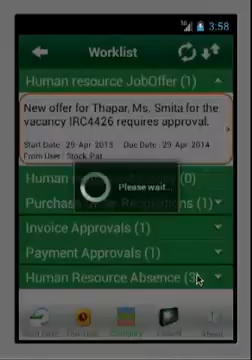 3:58
Worklist
Human resource JobOffer (1)
New offer for Thapar, Ms. Smita for the
vacancy IRC4426 requires approval.
Start Date 29-Apr-2013 Due Date 29-Apr-2014
From User Stock, Pat
Human (0)
Please wait...
Purchase (1)
Invoice Approvals (1)
Payment Approvals (1)
Human Resource Absence (3)
Category